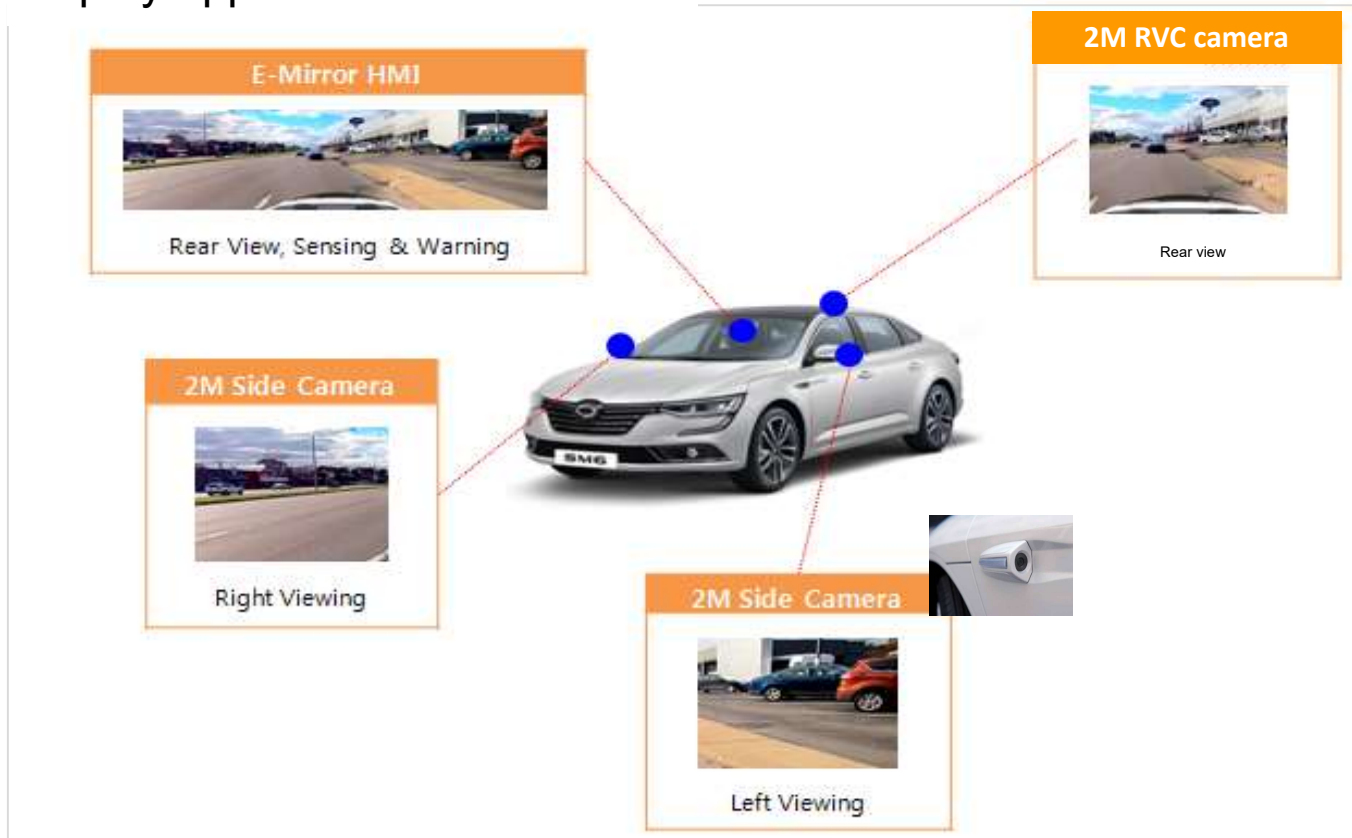 2M RVC camera
E-Mirror HMI
Rear View, Sensing & Warning
Rear view
2M Side Camera
Right Viewing
SM6
2M Side Camera
Left Viewing